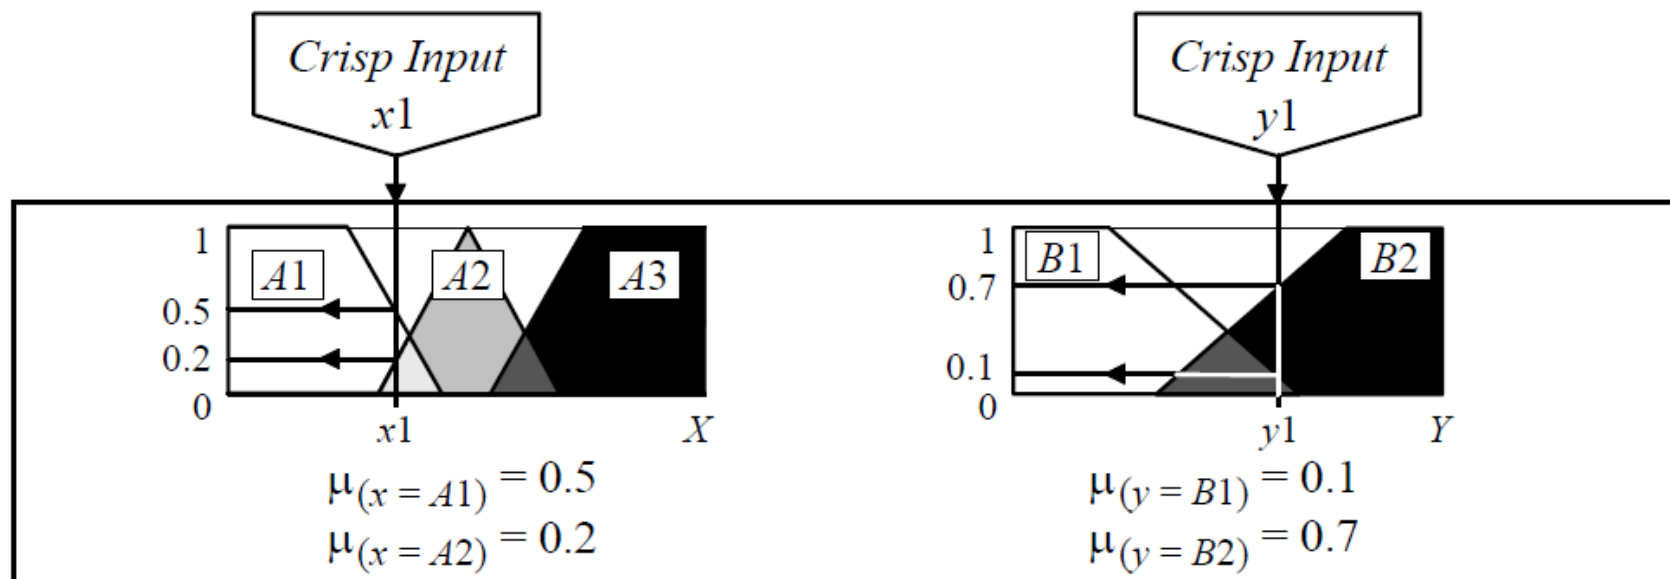 Crisp Input
x1
Crisp Input
y1
1
A1
A2
A3
0.5
0.2
0
x1
X
1
B1
B2
0.7
0.1
0
y1
Y
μ(x = A1) = 0.5
μ(x = A2) = 0.2
μ(y = B1) = 0.1
μ(y = B2) = 0.7